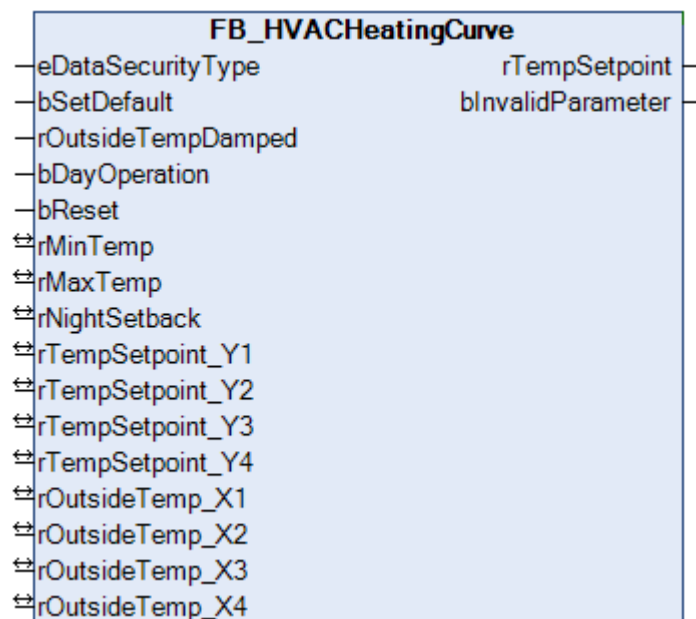 FB_HVACHeatingCurve
eDataSecurityType rTempSetpoint
bSetDefault bInvalidParameter
rOutsideTempDamped
bDayOperation
bReset
rMinTemp
rMaxTemp
rNightSetback
rTempSetpoint_Y1
rTempSetpoint_Y2
rTempSetpoint_Y3
rTempSetpoint_Y4
rOutsideTemp_X1
rOutsideTemp_X2
rOutsideTemp_X3
rOutsideTemp_X4